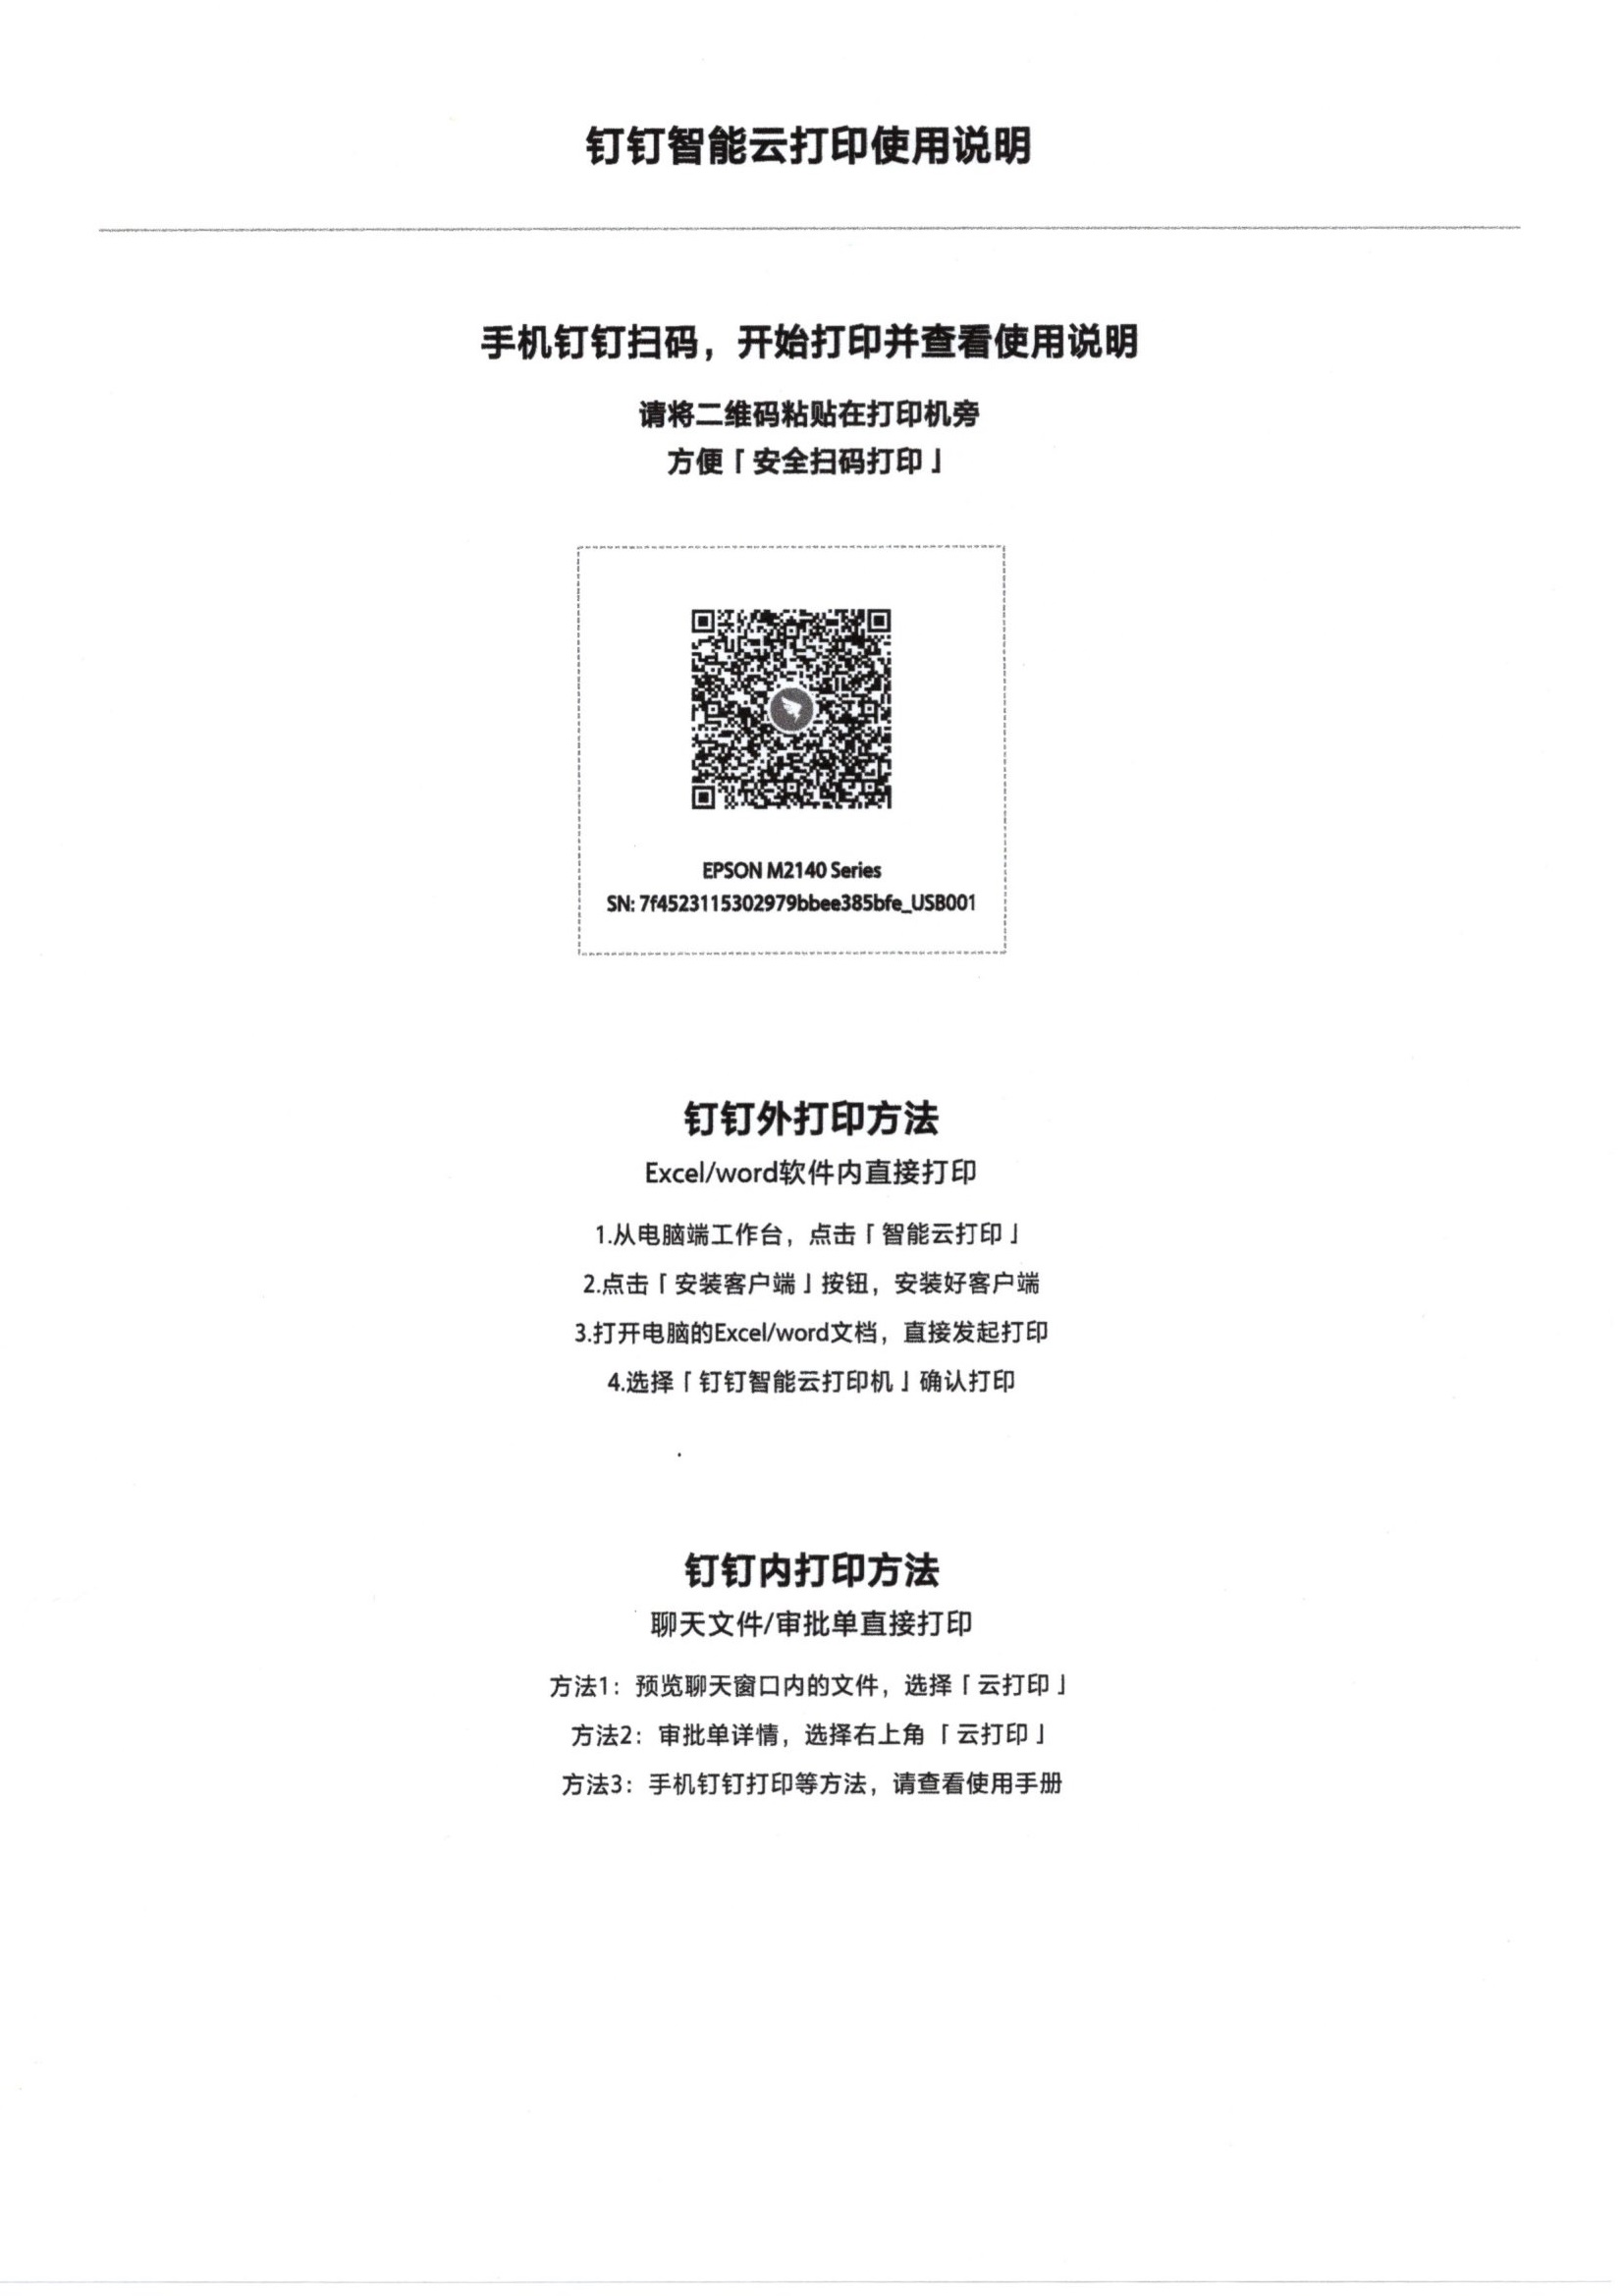 钉钉智能云打印使用说明
手机钉钉扫码，开始打印并查看使用说明
请将二维码粘贴在打印机旁
方便「安全扫码打印」
EPSON M2140 Series
SN: 7f4523115302979bbee385bfe_USB001
钉钉外打印方法
Excel/word软件内直接打印
1.从电脑端工作台，点击「智能云打印」
2.点击「安装客户端」按钮，安装好客户端
3.打开电脑的Excel/word文档，直接发起打印
4.选择「钉钉智能云打印机」确认打印
钉钉内打印方法
聊天文件/审批单直接打印
方法1：预览聊天窗口内的文件，选择「云打印」
方法2：审批单详情，选择右上角「云打印」
方法3：手机钉钉打印等方法，请查看使用手册